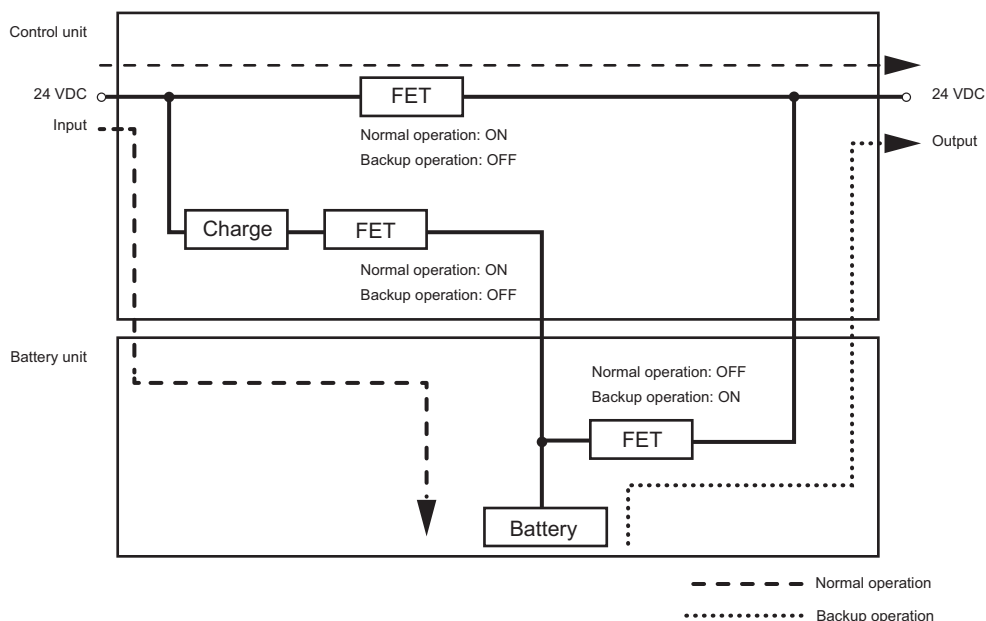 Control unit
24 VDC
FET
24 VDC
Input
Normal operation: ON
Backup operation: OFF
Output
Charge
FET
Normal operation: ON
Backup operation: OFF
Battery unit
Normal operation: OFF
Backup operation: ON
FET
Battery
Normal operation
Backup operation